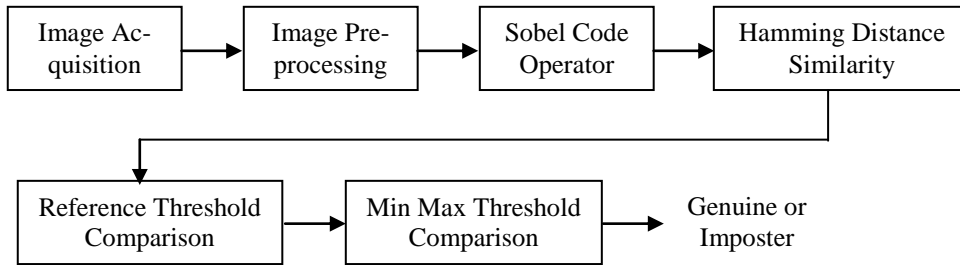 Image Ac-
quisition
Image Pre-
processing
Sobel Code
Operator
Hamming Distance
Similarity
Reference Threshold
Comparison
Min Max Threshold
Comparison
Genuine or
Imposter